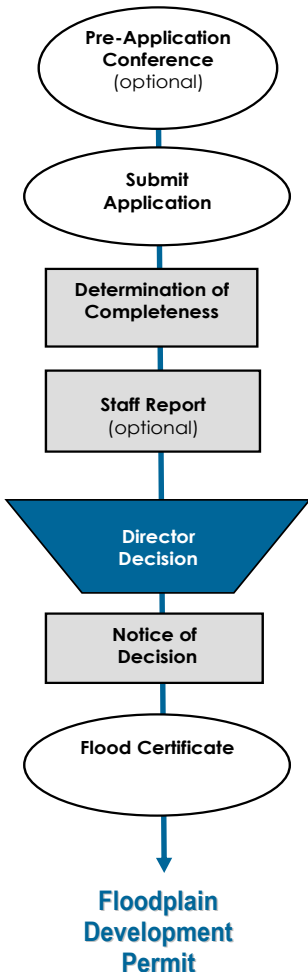 Pre-Application
Conference
(optional)
Submit
Application
Determination of
Completeness
Staff Report
(optional)
Director
Decision
Notice of
Decision
Flood Certificate
Floodplain
Development
Permit